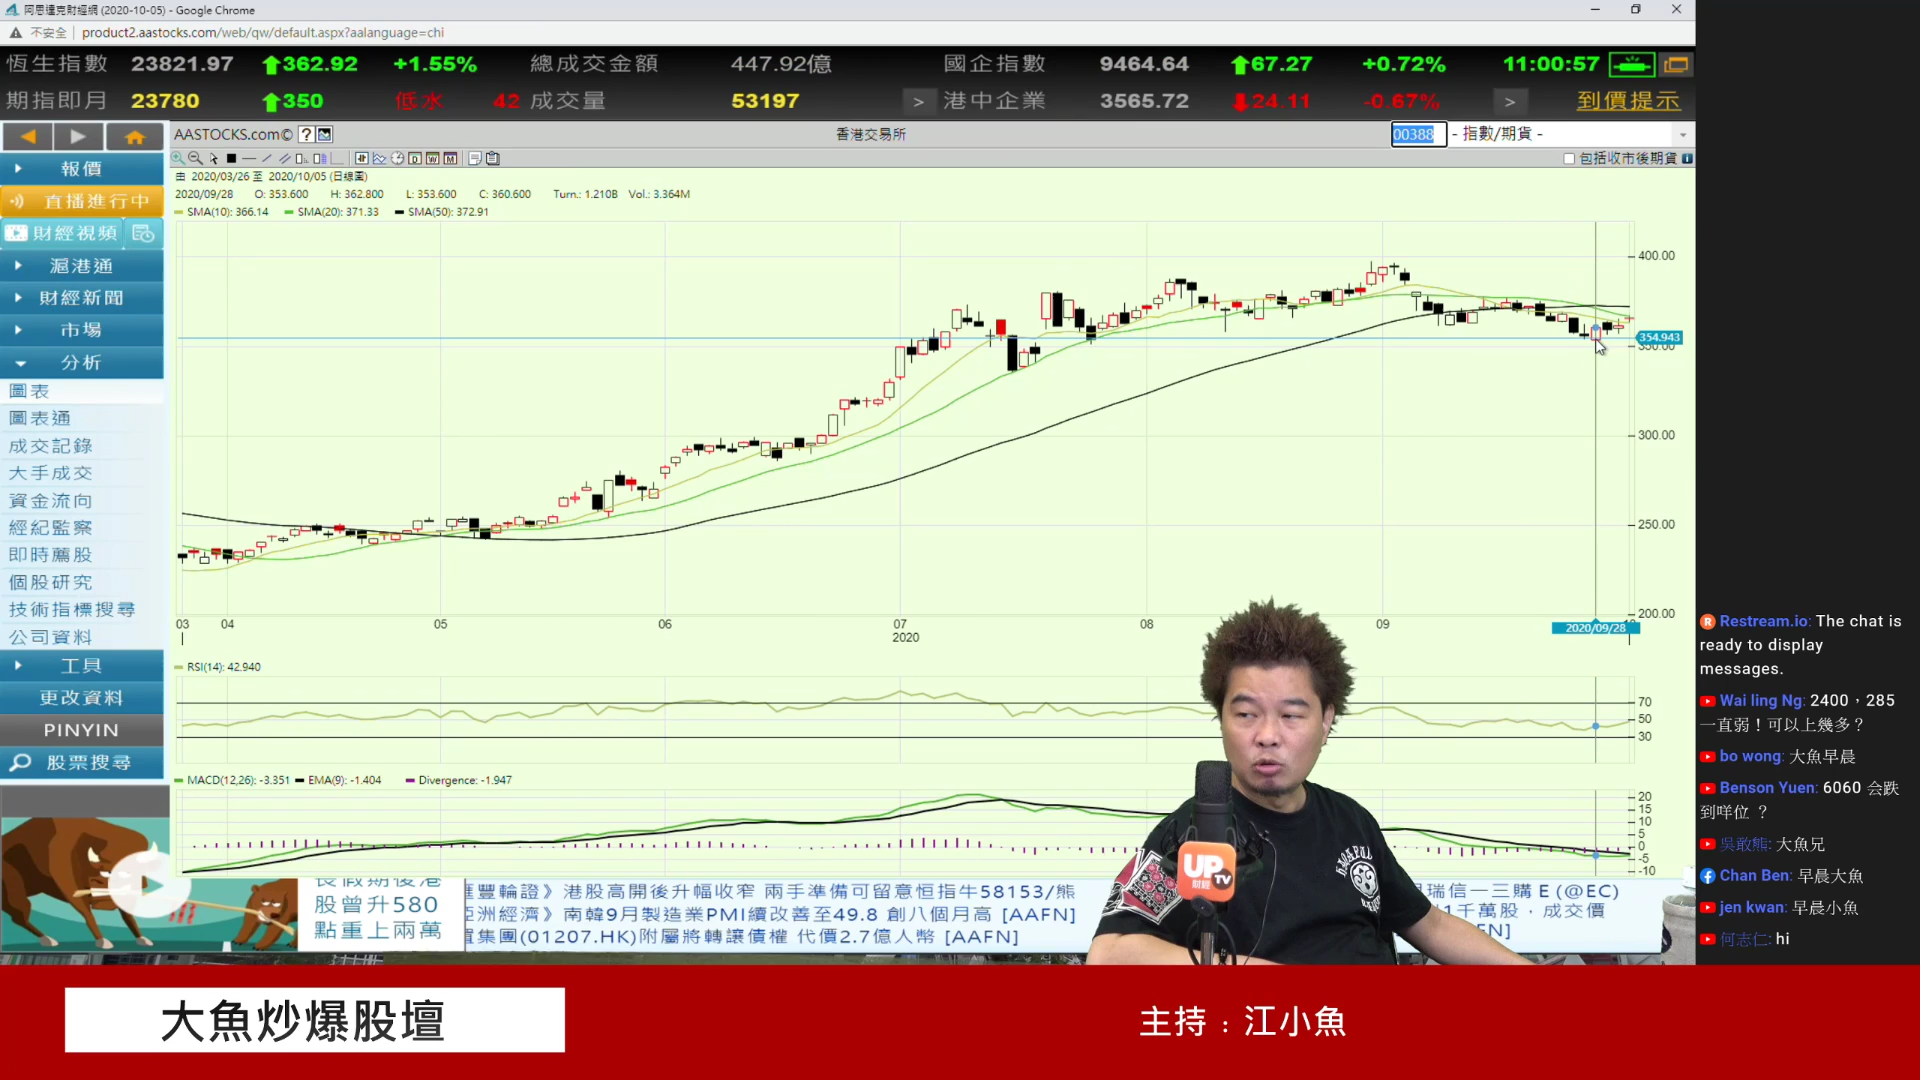 阿思達克財經網 (2020-10-05) - Google Chrome
不安全 | product2.aastocks.com/web/qw/default.aspx?aalanguage=chi
恆生指數 23821.97 362.92 +1.55% 總成交金額 447.92億 國企指數 9464.64 67.27 +0.72% 11:00:57
期指即月 23780 350 低水 42 成交量 53197 > 港中企業 3565.72 24.11 -0.67% > 到價提示
AASTOCKS.com© ? 香港交易所 00388 - 指數/期貨 -
包括收市後期貨
由 2020/03/26 至 2020/10/05 (日線圖)
2020/09/28 O: 353.600 H: 362.800 L: 353.600 C: 360.600 Turn.: 1.210B Vol.: 3.364M
SMA(10): 366.14 SMA(20): 371.33 SMA(50): 372.91
報價
直播進行中
財經視頻
滬港通
財經新聞
市場
分析
圖表
圖表通
成交記錄
大手成交
資金流向
經紀監察
即時薦股
個股研究
技術指標搜尋
公司資料
工具
更改資料
PINYIN
股票搜尋
400.00
354.943
350.00
300.00
250.00
200.00
03 04 05 06 07 08 09 2020/09/28
2020
RSI(14): 42.940
70
50
30
MACD(12,26): -3.351 EMA(9): -1.404 Divergence: -1.947
20
15
10
5
0
-5
-10
長假期後港
股曾升580
點重上兩萬
匯豐輪證》港股高開後升幅收窄 兩手準備可留意恒指牛58153/熊
亞洲經濟》南韓9月製造業PMI續改善至49.8 創八個月高 [AAFN]
置集團(01207.HK)附屬將轉讓債權 代價2.7億人幣 [AAFN]
瑞信一三購E(@EC)
1千萬股，成交價
UP
財經 TV
Restream.io: The chat is
ready to display
messages.
Wai ling Ng: 2400，285
一直弱！可以上幾多？
bo wong: 大魚早晨
Benson Yuen: 6060 会跌
到咩位 ？
吳敢熊: 大魚兄
Chan Ben: 早晨大魚
jen kwan: 早晨小魚
何志仁: hi
大魚炒爆股壇
主持：江小魚